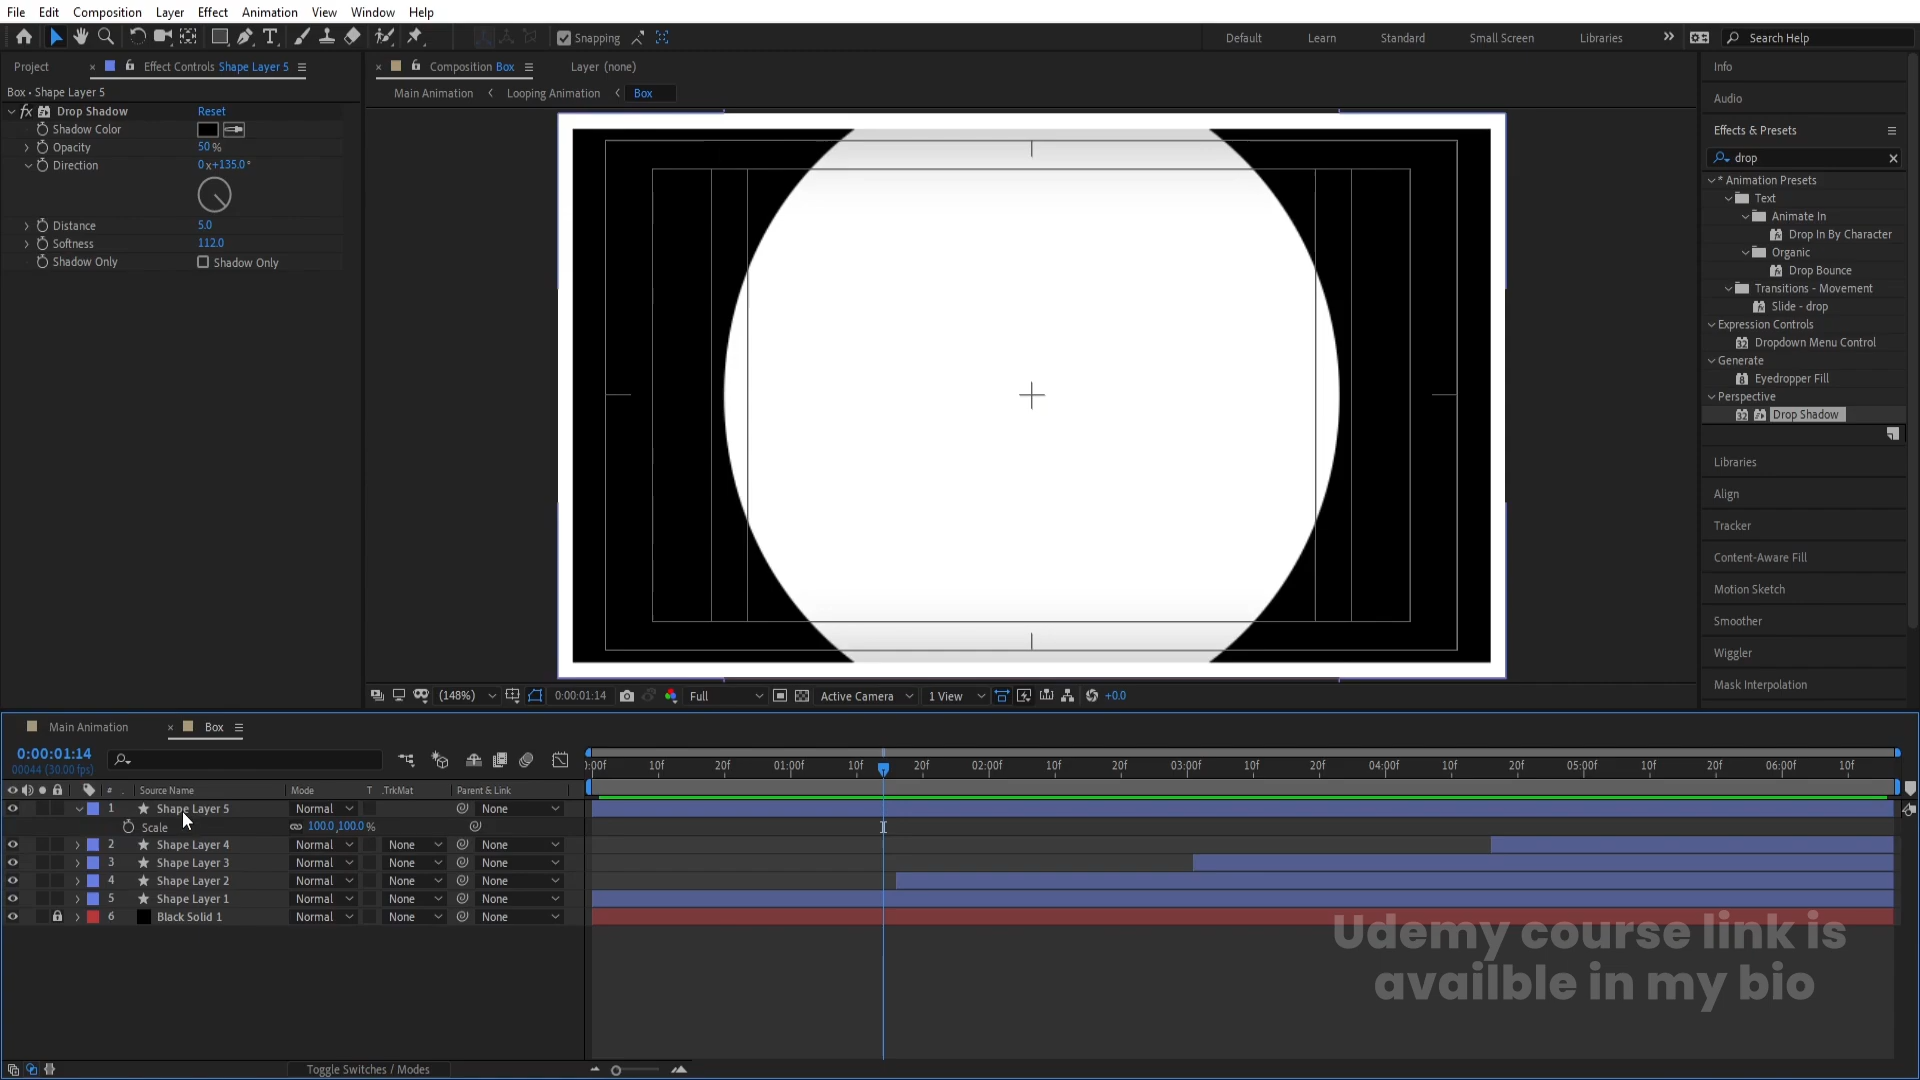 File Edit Composition Layer Effect Animation View Window Help
Snapping Default Learn Standard Small Screen Libraries Search Help
Project Effect Controls Shape Layer 5
Box • Shape Layer 5
fx Drop Shadow Reset
Shadow Color
Opacity 50 %
Direction 0x+135.0°
Distance 5.0
Softness 112.0
Shadow Only Shadow Only
Composition Box Layer (none)
Main Animation Looping Animation Box
(148%) 0:00:01:14 Full Active Camera 1 View +0.0
Info
Audio
Effects & Presets
drop
* Animation Presets
Text
Animate In
Drop In By Character
Organic
Drop Bounce
Transitions - Movement
Slide - drop
Expression Controls
Dropdown Menu Control
Generate
Eyedropper Fill
Perspective
Drop Shadow
Libraries
Align
Tracker
Content-Aware Fill
Motion Sketch
Smoother
Wiggler
Mask Interpolation
Main Animation Box
0:00:01:14
00044 (30.00 fps)
):00f 10f 20f 01:00f 10f 20f 02:00f 10f 20f 03:00f 10f 20f 04:00f 10f 20f 05:00f 10f 20f 06:00f 10f
# . Source Name Mode T .TrkMat Parent & Link
1 Shape Layer 5 Normal None
Scale 100.0,100.0 %
2 Shape Layer 4 Normal None None
3 Shape Layer 3 Normal None None
4 Shape Layer 2 Normal None None
5 Shape Layer 1 Normal None None
6 Black Solid 1 Normal None None
Udemy course link is
availble in my bio
Toggle Switches / Modes